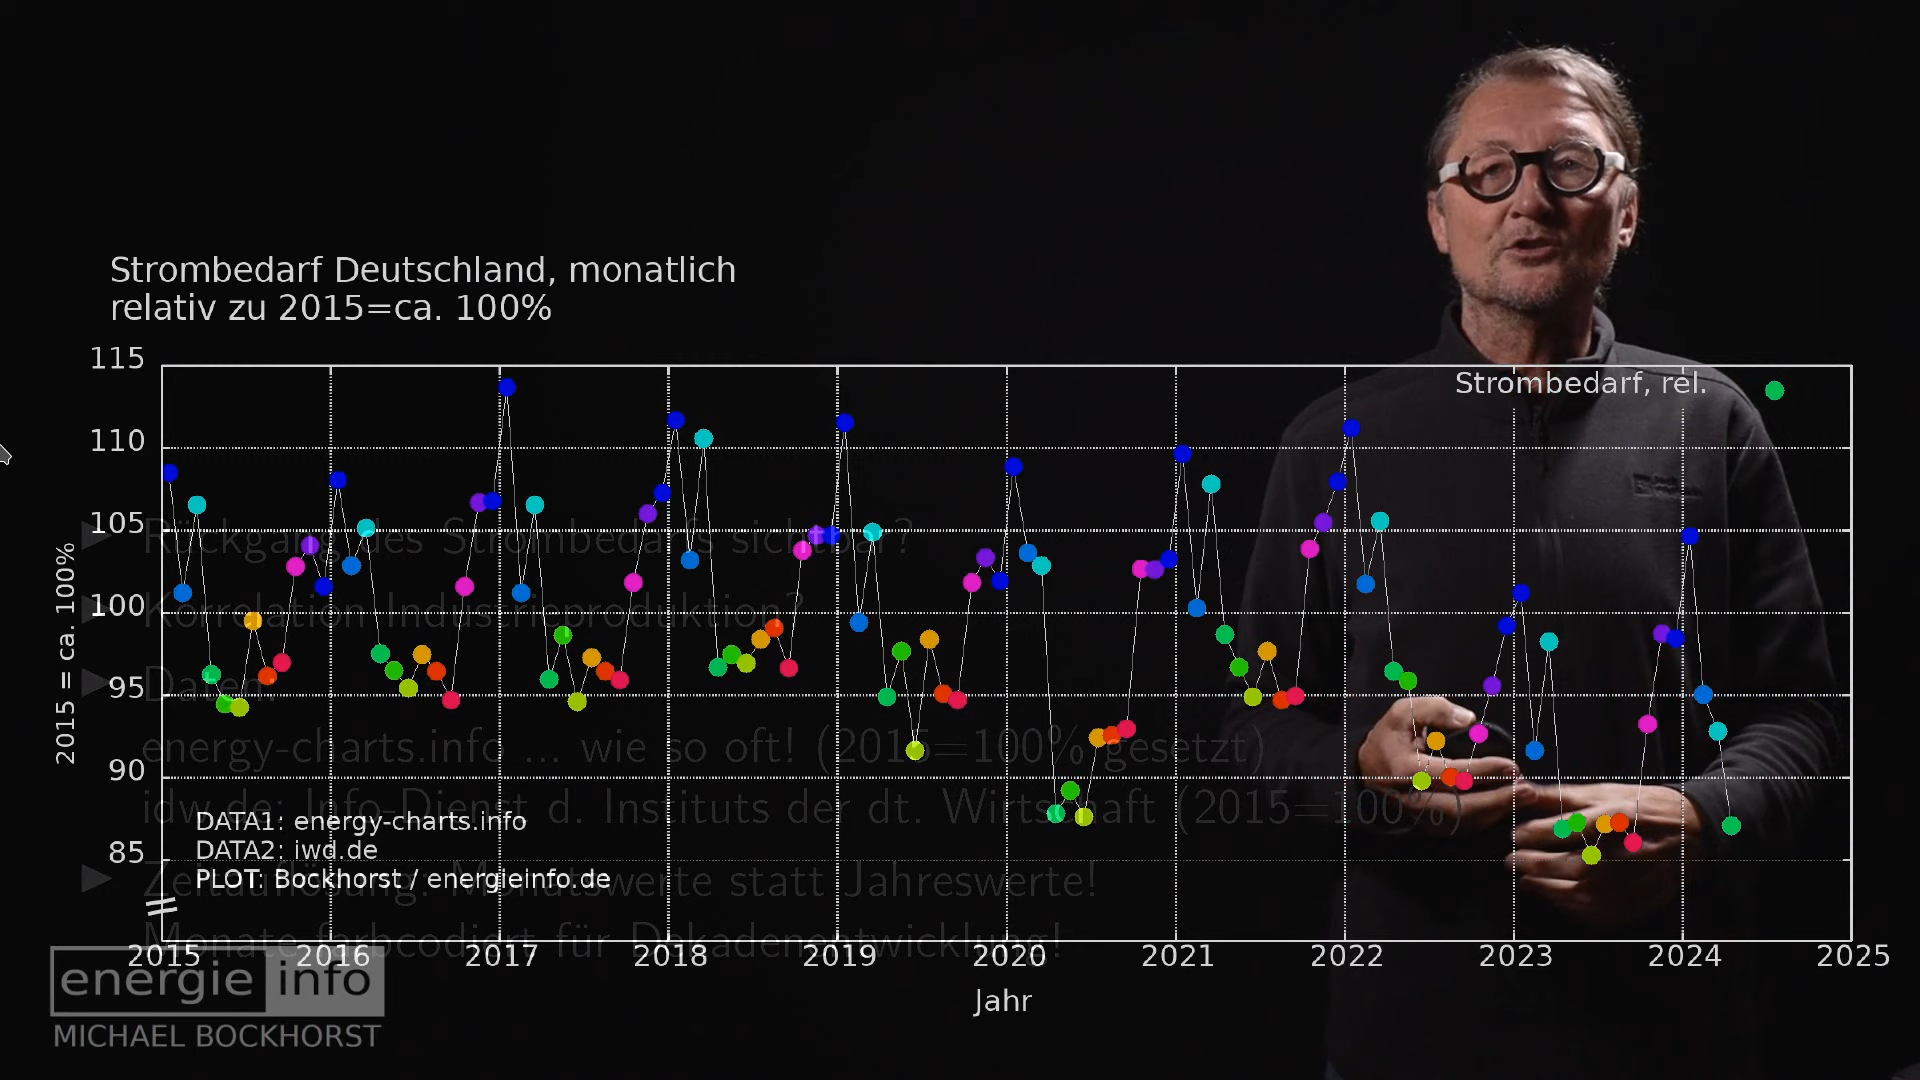 Strombedarf Deutschland, monatlich
relativ zu 2015=ca. 100%
115
110
105
100
95
90
85
2015 = ca. 100%
Strombedarf, rel.
Rückgang des Strombedarfs sichtbar?
Korrelation Industrieproduktion?
Daten:
energy-charts.info ... wie so oft! (2015=100% gesetzt)
idw.de: Info-Dienst d. Instituts der dt. Wirtschaft (2015=100%)
DATA1: energy-charts.info
DATA2: iwd.de
PLOT: Bockhorst / energieinfo.de
Zeitauflösung: Monatswerte statt Jahreswerte!
Monate farbcodiert für Dekadenentwicklung!
2015 2016 2017 2018 2019 2020 2021 2022 2023 2024 2025
Jahr
energie info
MICHAEL BOCKHORST